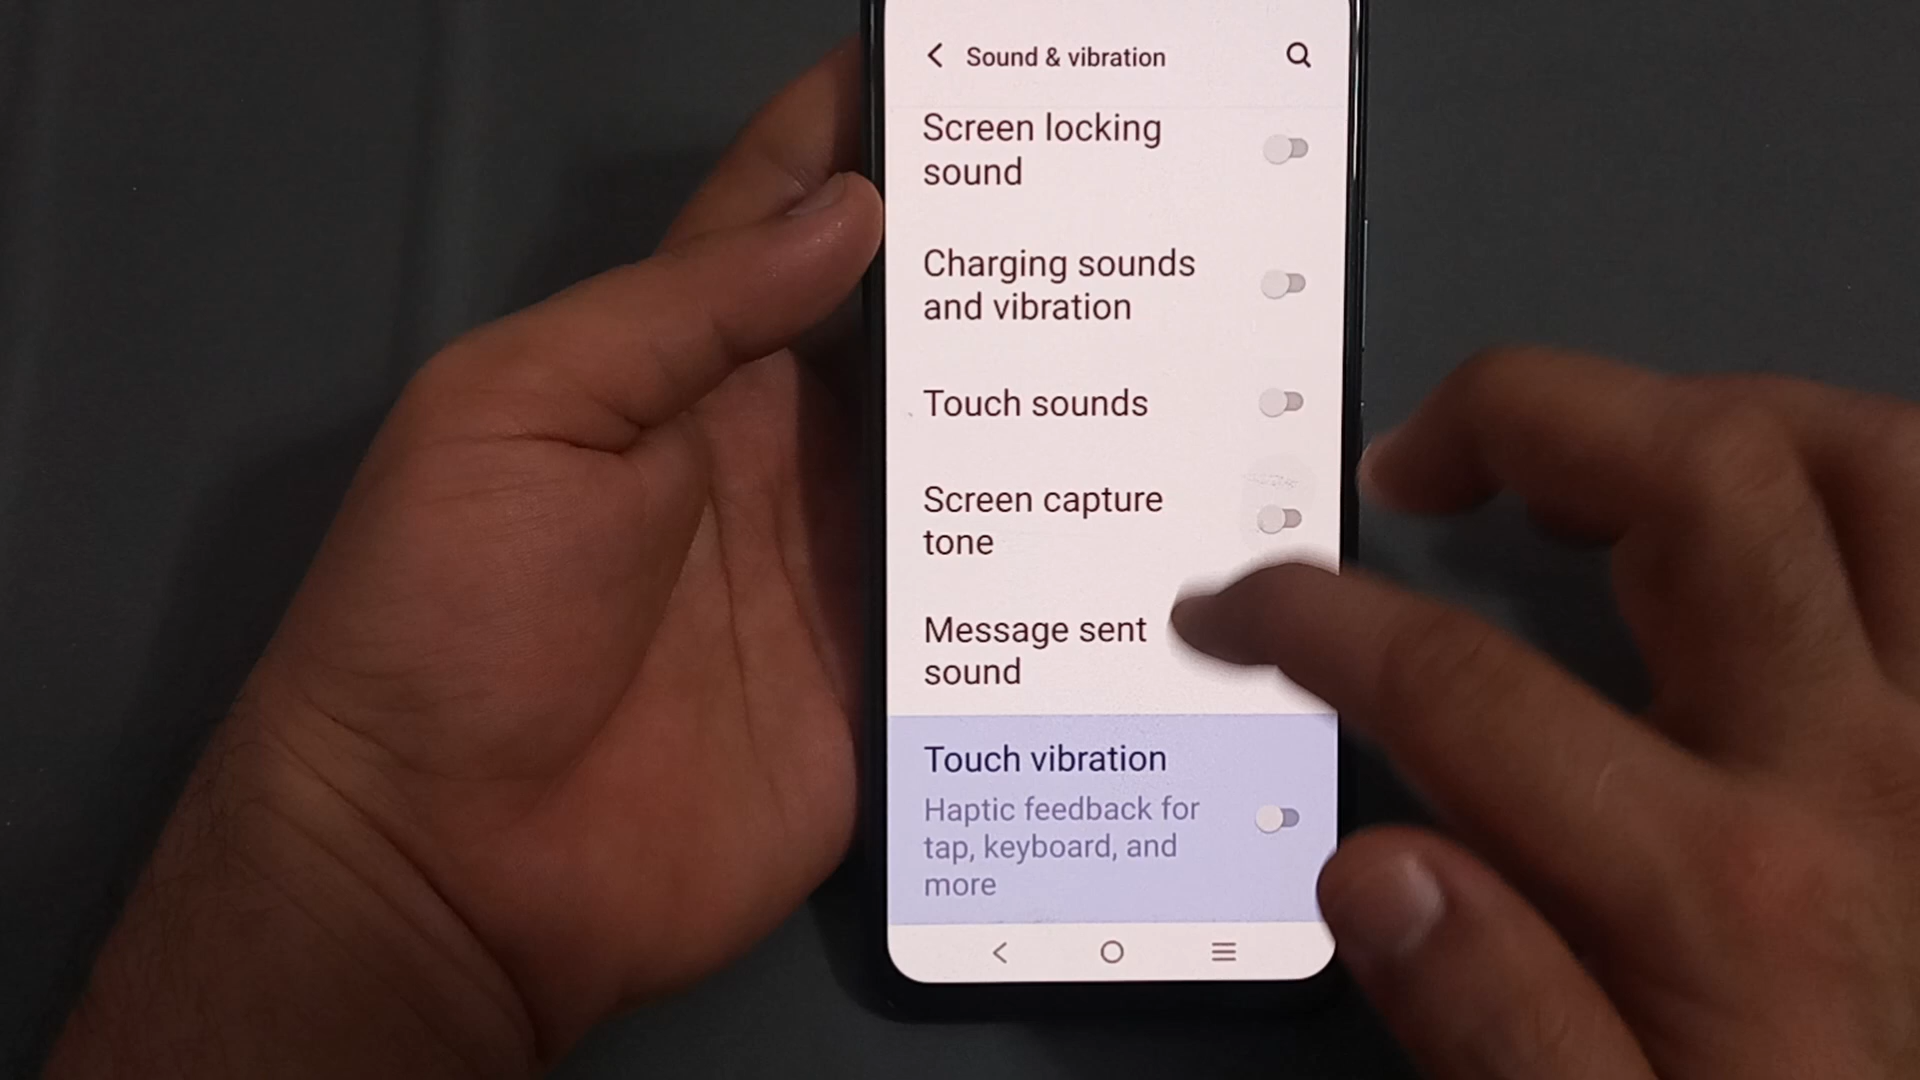 Sound & vibration
Screen locking
sound
Charging sounds
and vibration
Touch sounds
Screen capture
tone
Message sent
sound
Touch vibration
Haptic feedback for
tap, keyboard, and
more